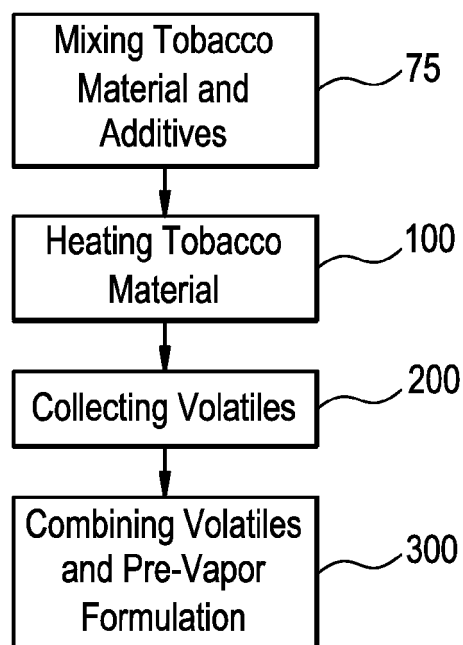 Mixing Tobacco
Material and
Additives
75
Heating Tobacco
Material
100
Collecting Volatiles
200
Combining Volatiles
and Pre-Vapor
Formulation
300